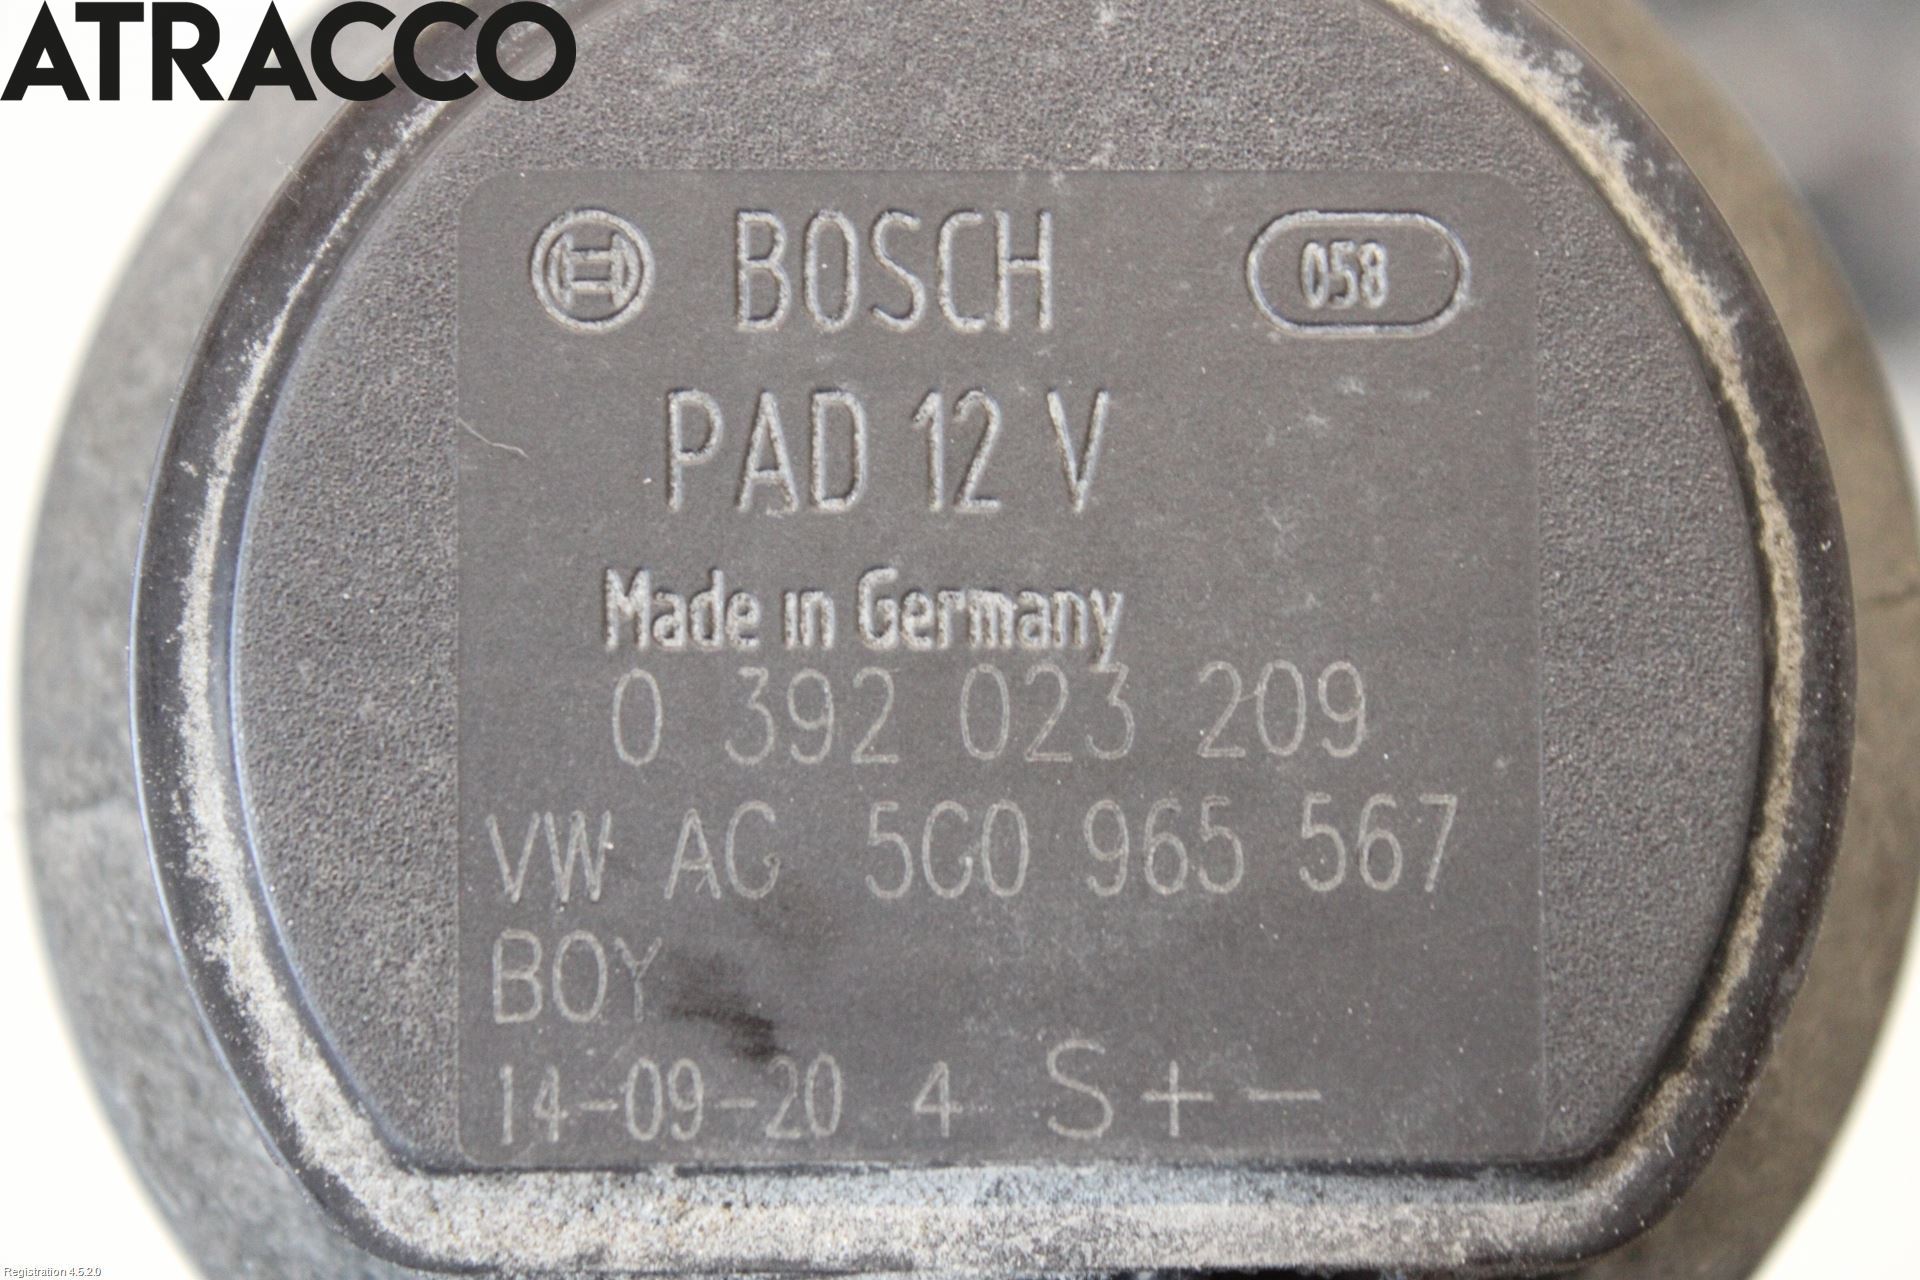 ATRACCO
BOSCH 058
PAD 12 V
Made in Germany
0 392 023 209
VW AG 5G0 965 567
BOY
14-09-20 4 S+-
Registration 4.5.2.0